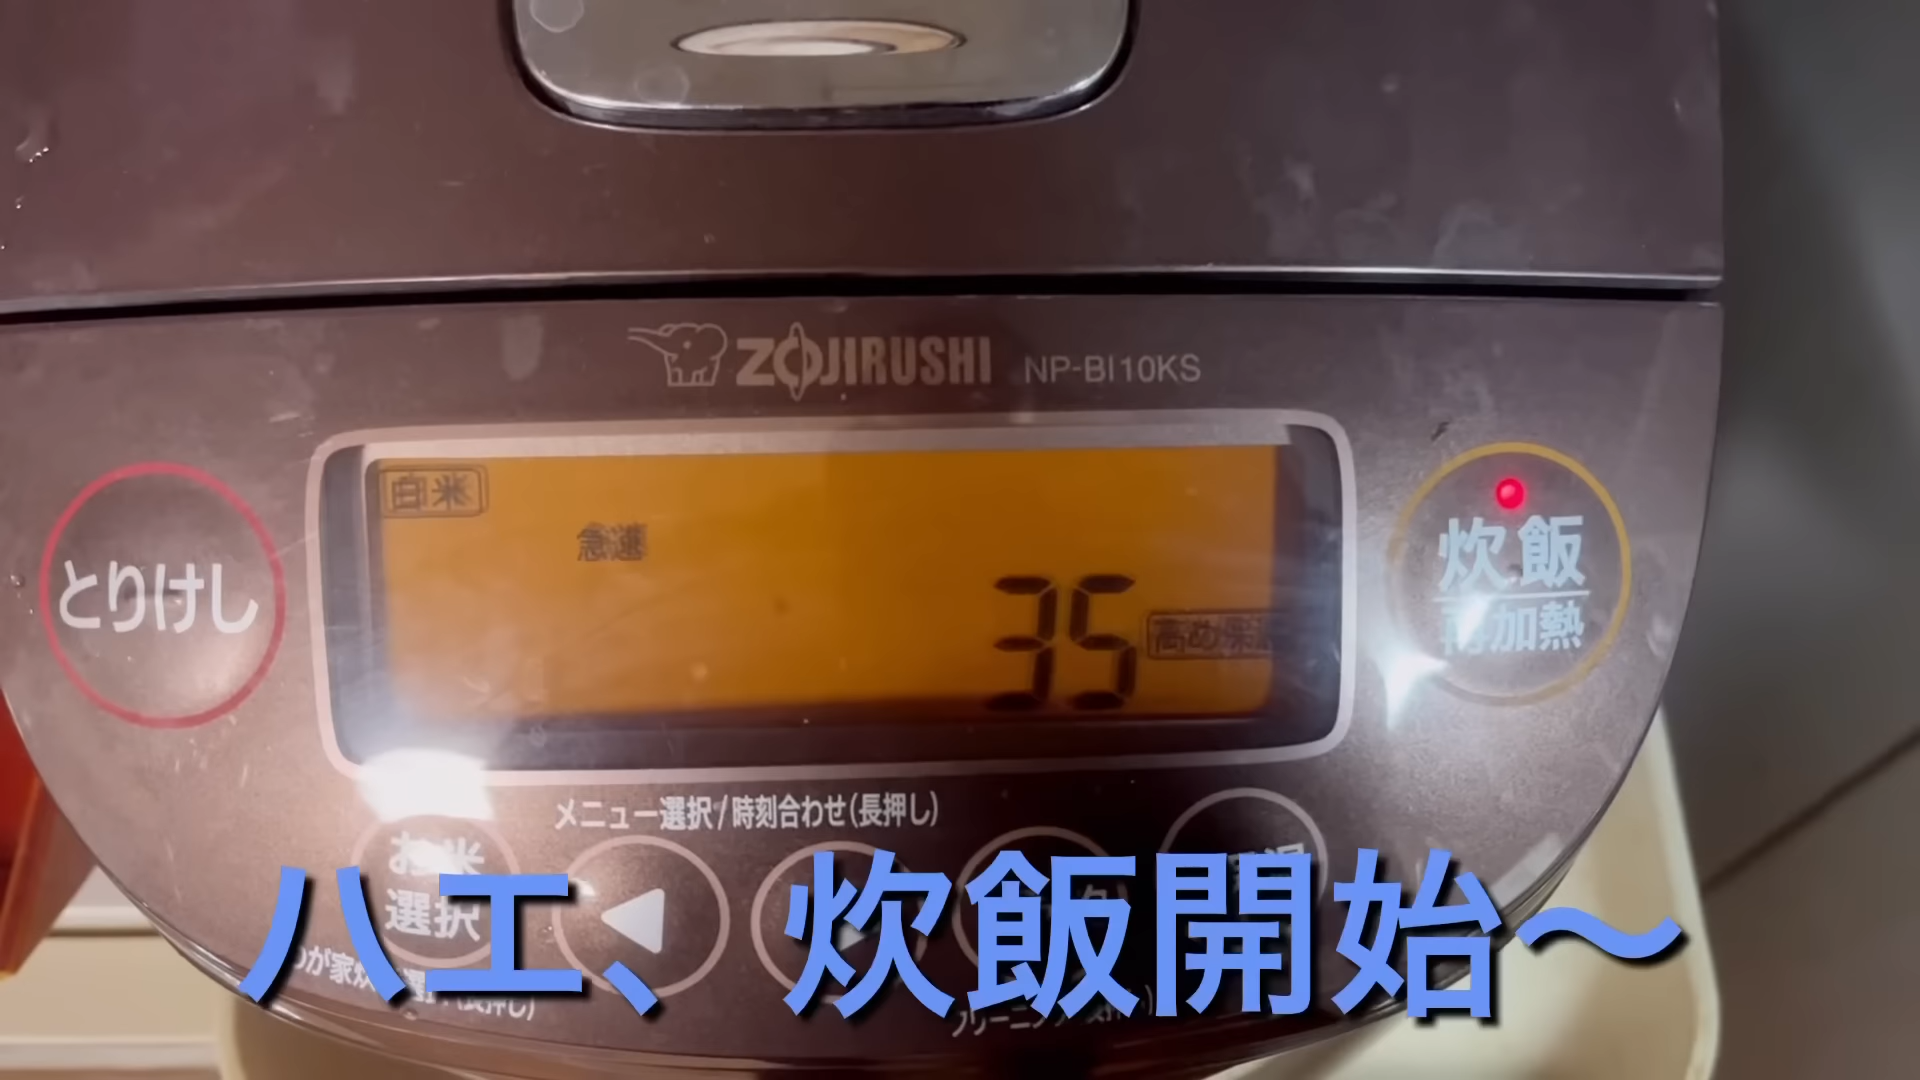 ZOJIRUSHI NP-BI10KS
白米
急速
とりけし
35
炊飯
再加熱
メニュー選択/時刻合わせ(長押し)
お米
選択
ハエ、炊飯開始～